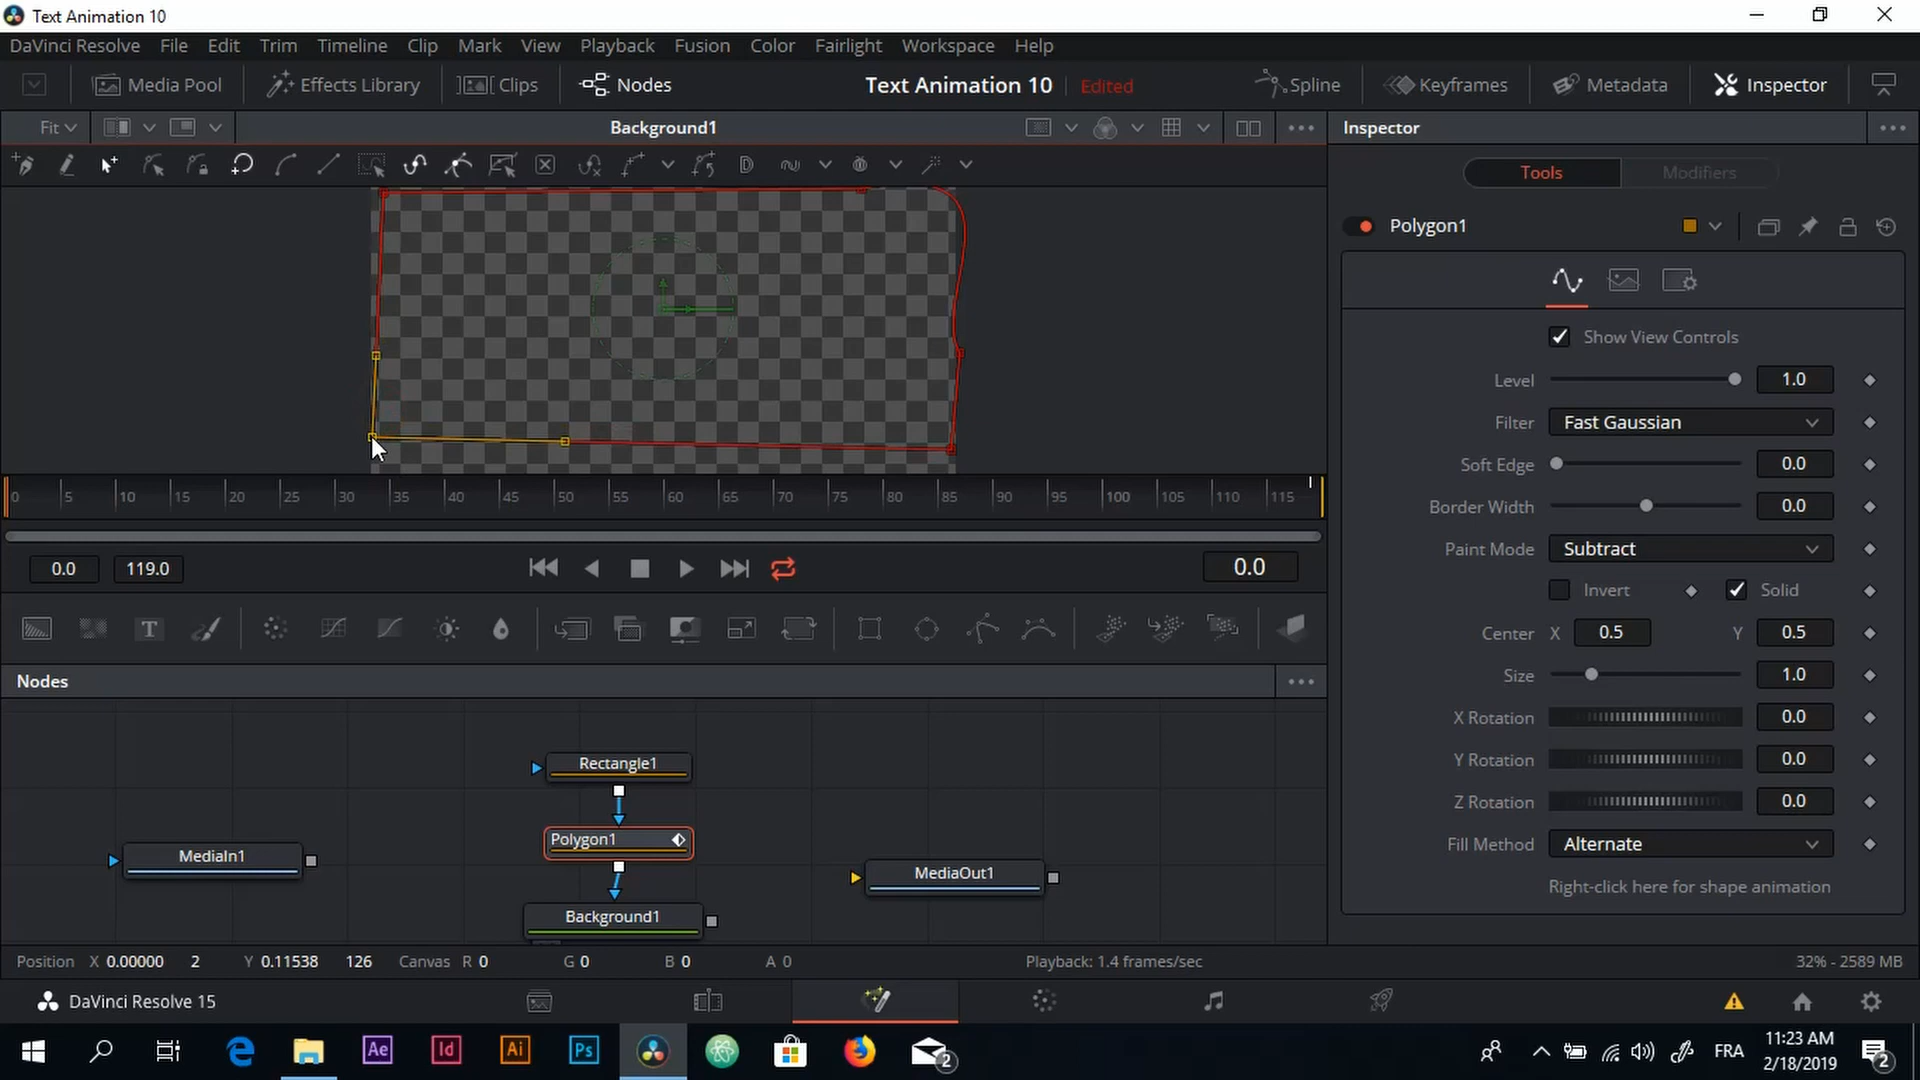 Text Animation 10
DaVinci Resolve File Edit Trim Timeline Clip Mark View Playback Fusion Color Fairlight Workspace Help
Media Pool Effects Library Clips Nodes Text Animation 10 Edited Spline Keyframes Metadata Inspector
Fit Background1 Inspector
Tools Modifiers
Polygon1
Show View Controls
Level 1.0
Filter Fast Gaussian
Soft Edge 0.0
Border Width 0.0
Paint Mode Subtract
Invert Solid
Center X 0.5 Y 0.5
Size 1.0
X Rotation 0.0
Y Rotation 0.0
Z Rotation 0.0
Fill Method Alternate
Right-click here for shape animation
0 5 10 15 20 25 30 35 40 45 50 55 60 65 70 75 80 85 90 95 100 105 110 115
0.0 119.0 0.0
T
Nodes
Rectangle1
Polygon1
MediaIn1
MediaOut1
Background1
Position X 0.00000 2 Y 0.11538 126 Canvas R 0 G 0 B 0 A 0 Playback: 1.4 frames/sec 32% - 2589 MB
DaVinci Resolve 15
Ae Id Ai Ps 2 FRA 11:23 AM 2
2/18/2019